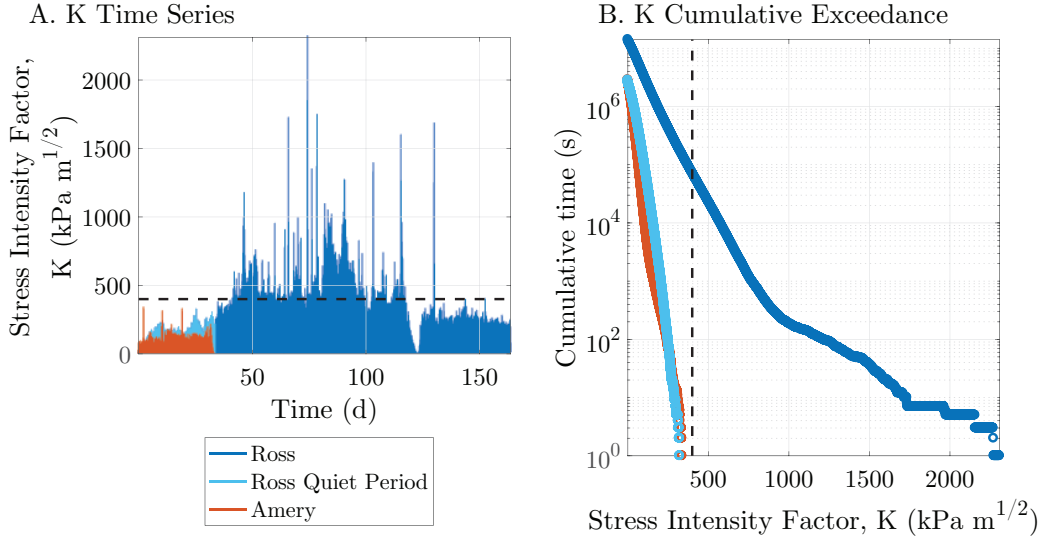 A. K Time Series
Stress Intensity Factor,
K (kPa m^{1/2})
2000
1500
1000
500
0
50
100
150
Time (d)
Ross
Ross Quiet Period
Amery
B. K Cumulative Exceedance
Cumulative time (s)
10^6
10^4
10^2
10^0
500
1000
1500
2000
Stress Intensity Factor, K (kPa m^{1/2})